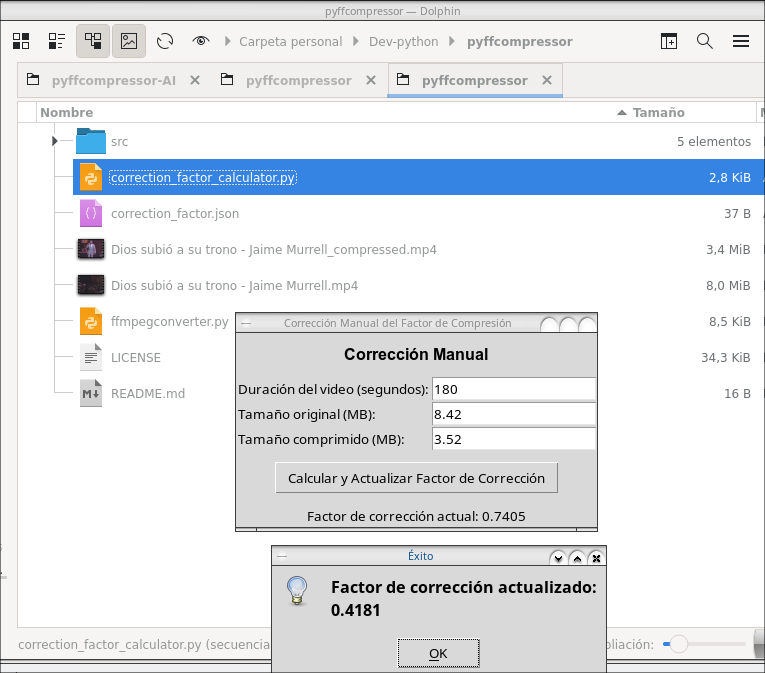 pyffcompressor — Dolphin
Carpeta personal Dev-python pyffcompressor
pyffcompressor-AI pyffcompressor pyffcompressor
Nombre Tamaño
src 5 elementos
correction_factor_calculator.py 2,8 KiB
correction_factor.json 37 B
Dios subió a su trono - Jaime Murrell_compressed.mp4 3,4 MiB
Dios subió a su trono - Jaime Murrell.mp4 8,0 MiB
ffmpegconverter.py 8,5 KiB
LICENSE 34,3 KiB
README.md 16 B
Corrección Manual del Factor de Compresión
Corrección Manual
Duración del video (segundos): 180
Tamaño original (MB): 8.42
Tamaño comprimido (MB): 3.52
Calcular y Actualizar Factor de Corrección
Factor de corrección actual: 0.7405
Éxito
Factor de corrección actualizado:
0.4181
OK
correction_factor_calculator.py (secuencia
pliación: